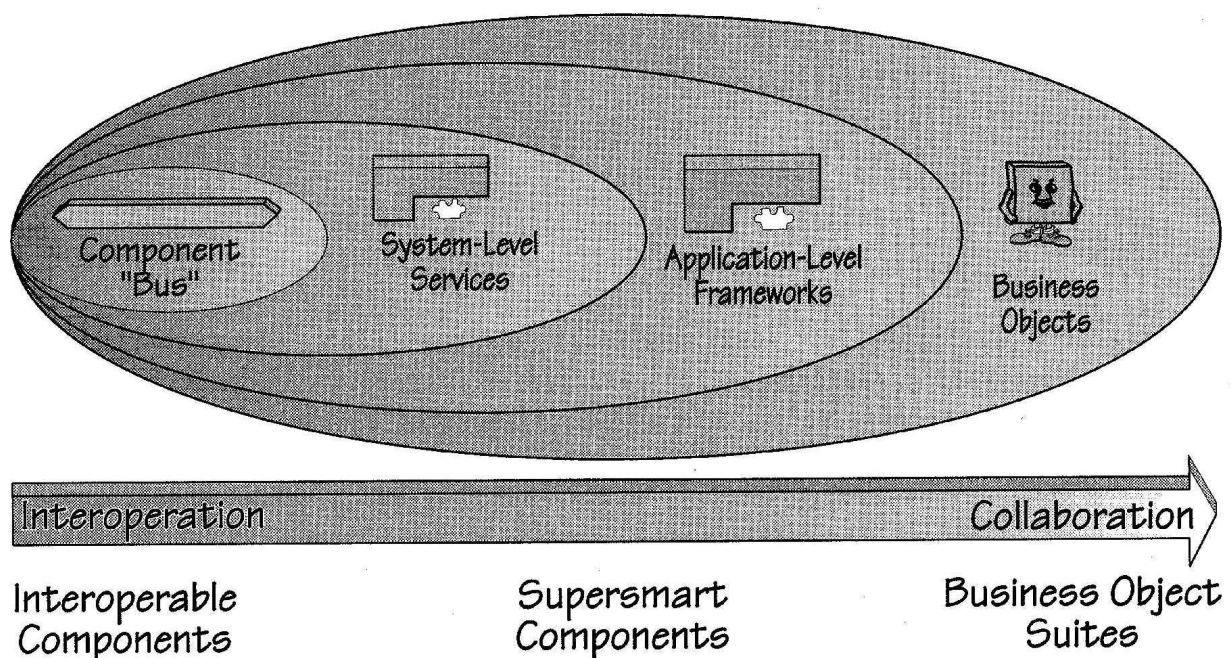 Component
"Bus"
System-Level
Services
Application-Level
Frameworks
Business
Objects
Interoperation
Collaboration
Interoperable
Components
Supersmart
Components
Business Object
Suites